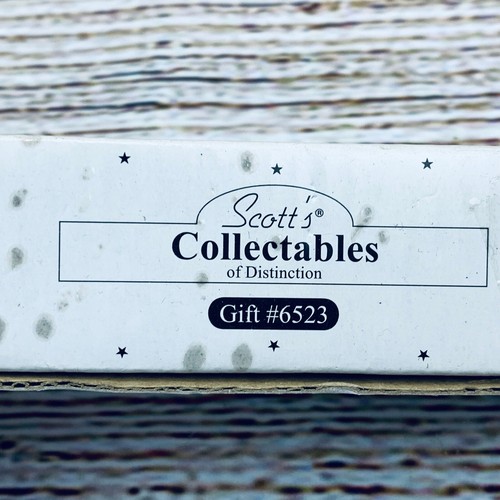 Scott's®
Collectables
of Distinction
Gift #6523